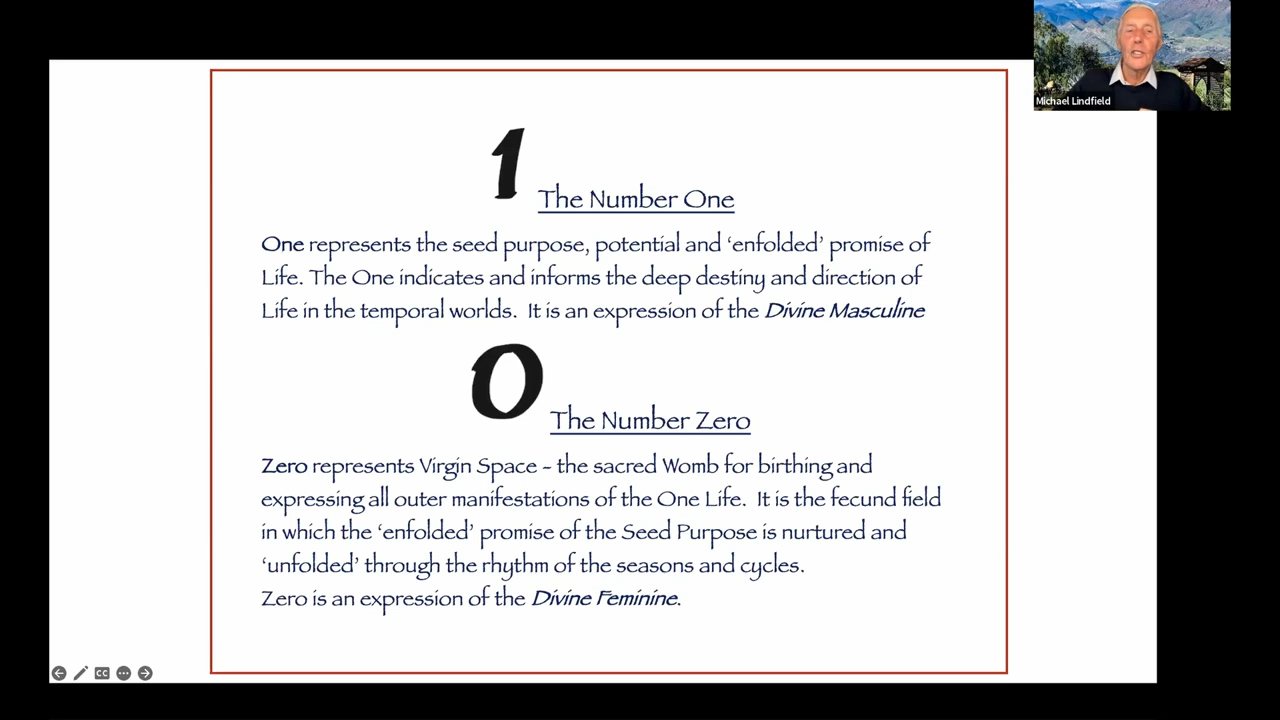 Michael Lindfield
1
The Number One
One represents the seed purpose, potential and ‘enfolded’ promise of
Life. The One indicates and informs the deep destiny and direction of
Life in the temporal worlds. It is an expression of the Divine Masculine
0
The Number Zero
Zero represents Virgin Space - the sacred Womb for birthing and
expressing all outer manifestations of the One Life. It is the fecund field
in which the ‘enfolded’ promise of the Seed Purpose is nurtured and
‘unfolded’ through the rhythm of the seasons and cycles.
Zero is an expression of the Divine Feminine.
CC